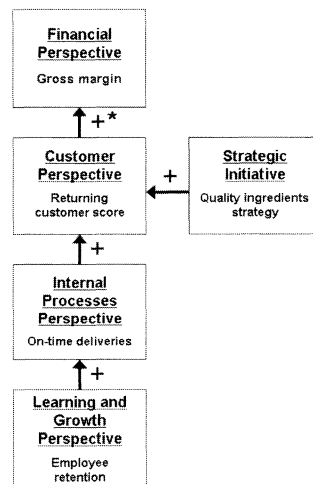 Financial
Perspective
Gross margin
+*
Customer
Perspective
Returning
customer score
+
Strategic
Initiative
Quality ingredients
strategy
+
Internal
Processes
Perspective
On-time deliveries
+
Learning and
Growth
Perspective
Employee
retention